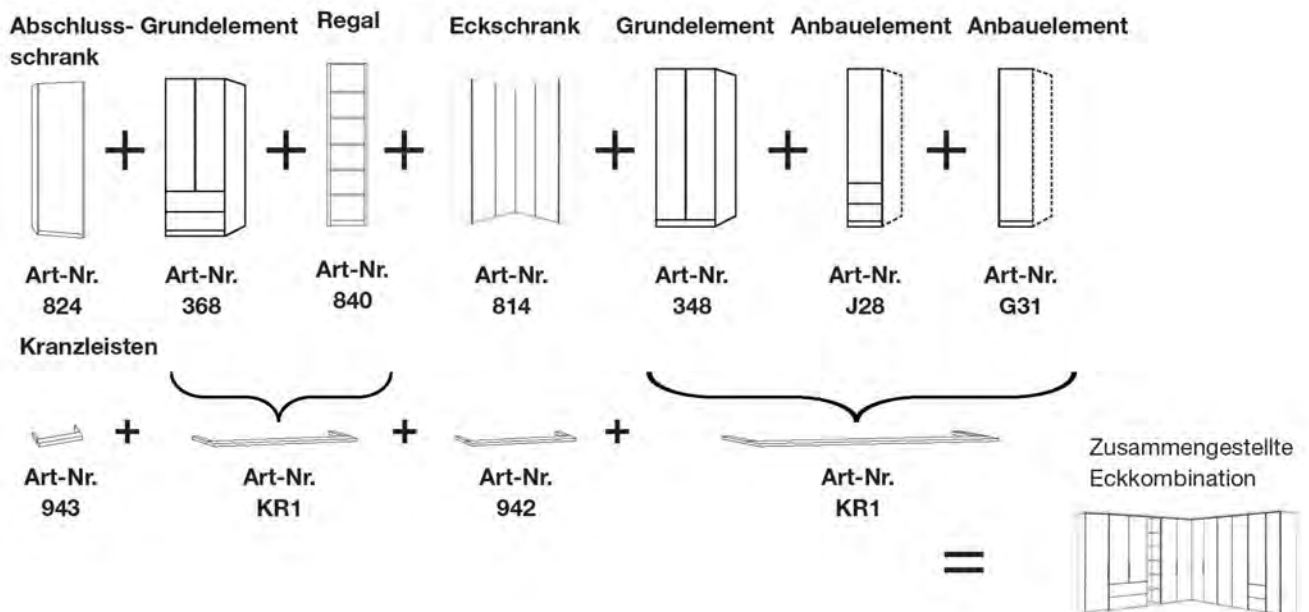 Abschluss-
schrank
Grundelement
Regal
Eckschrank
Grundelement
Anbauelement
Anbauelement
+ + + + + +
Art-Nr.
824
Art-Nr.
368
Art-Nr.
840
Art-Nr.
814
Art-Nr.
348
Art-Nr.
J28
Art-Nr.
G31
Kranzleisten
+ + +
Art-Nr.
943
Art-Nr.
KR1
Art-Nr.
942
Art-Nr.
KR1
=
Zusammengestellte
Eckkombination